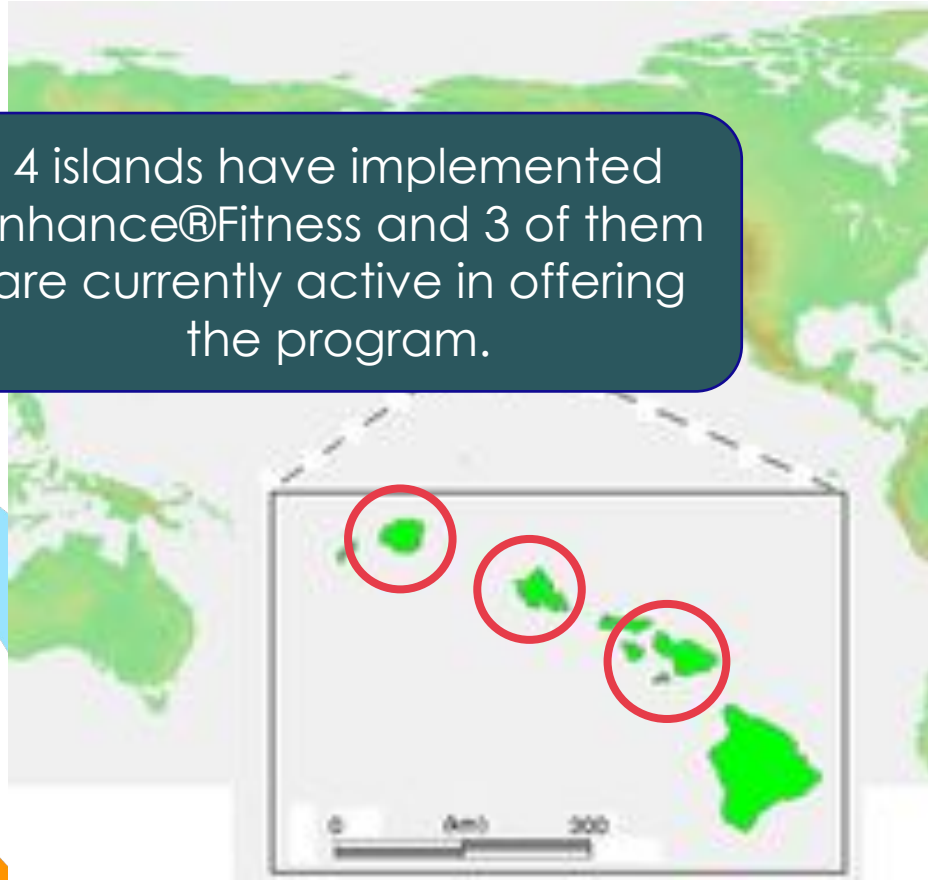 4 islands have implemented
nhance®Fitness and 3 of them
are currently active in offering
the program.
0 (km) 300